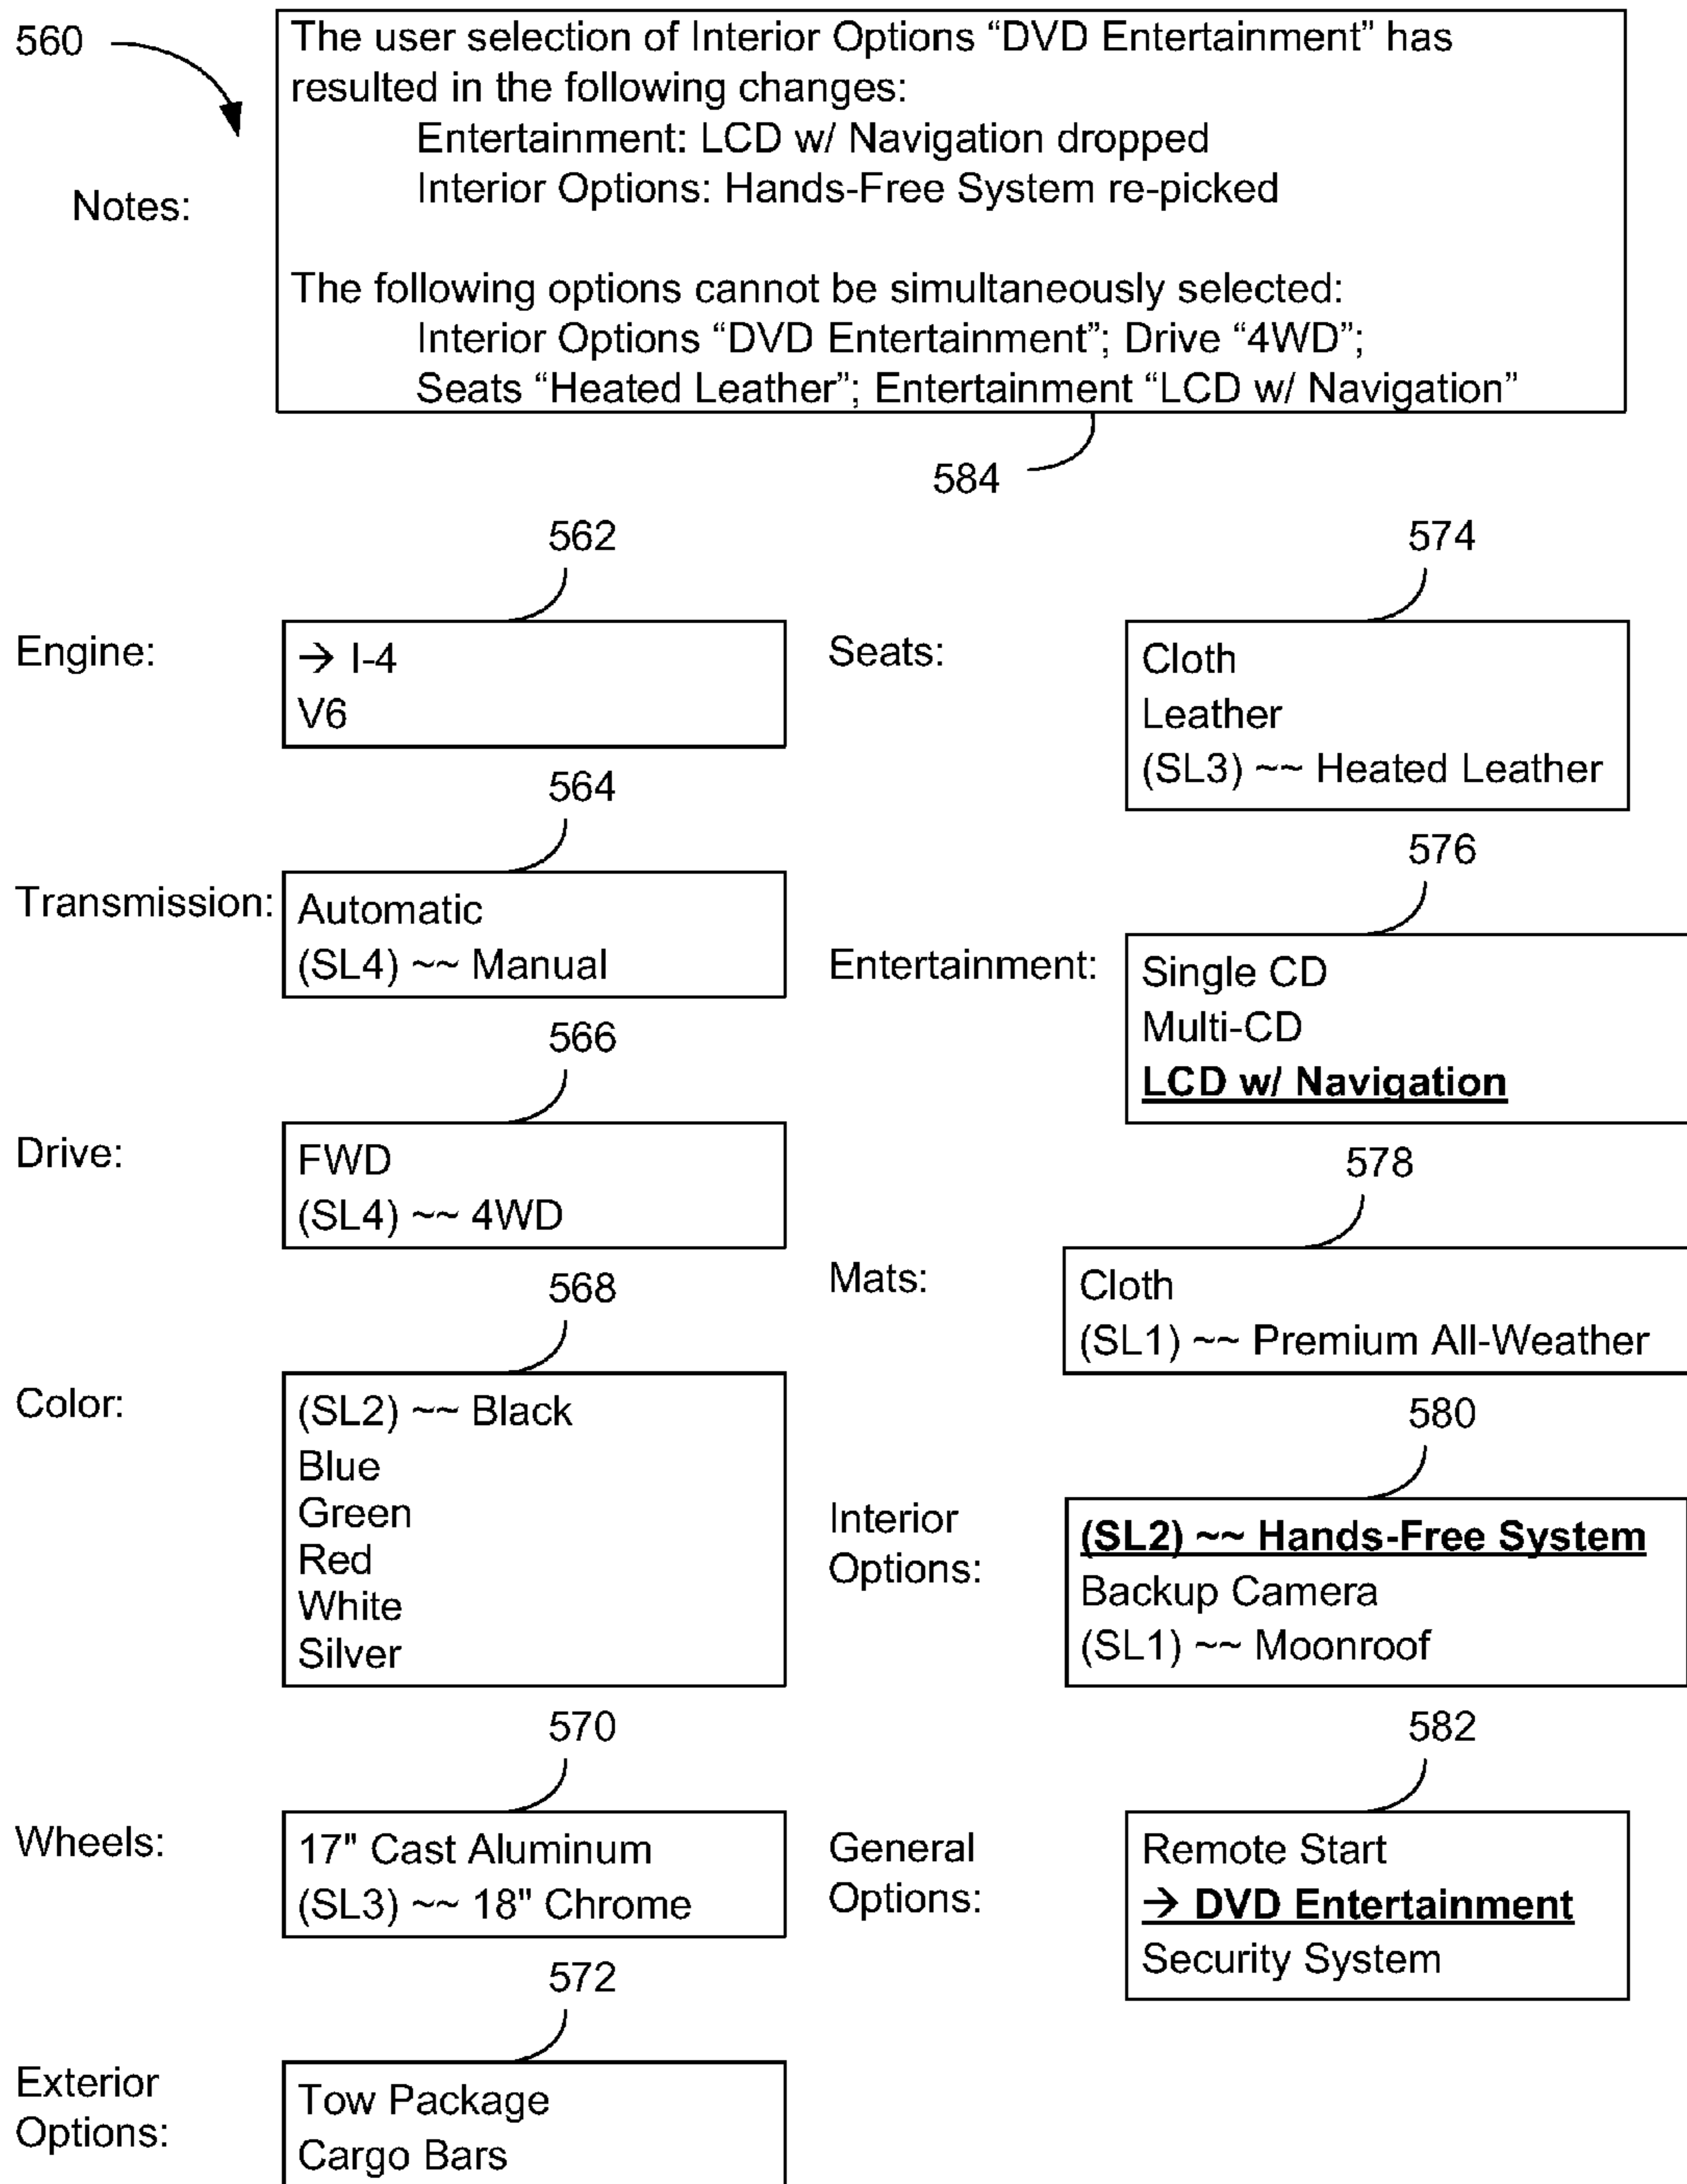 560
The user selection of Interior Options “DVD Entertainment” has
resulted in the following changes:
Entertainment: LCD w/ Navigation dropped
Interior Options: Hands-Free System re-picked
Notes:
The following options cannot be simultaneously selected:
Interior Options “DVD Entertainment”; Drive “4WD”;
Seats “Heated Leather”; Entertainment “LCD w/ Navigation”
584
562
Engine:
→ I-4
V6
564
Transmission:
Automatic
(SL4) ~~ Manual
566
Drive:
FWD
(SL4) ~~ 4WD
568
Color:
(SL2) ~~ Black
Blue
Green
Red
White
Silver
570
Wheels:
17" Cast Aluminum
(SL3) ~~ 18" Chrome
572
Exterior
Options:
Tow Package
Cargo Bars
574
Seats:
Cloth
Leather
(SL3) ~~ Heated Leather
576
Entertainment:
Single CD
Multi-CD
LCD w/ Navigation
578
Mats:
Cloth
(SL1) ~~ Premium All-Weather
580
Interior
Options:
(SL2) ~~ Hands-Free System
Backup Camera
(SL1) ~~ Moonroof
582
General
Options:
Remote Start
→ DVD Entertainment
Security System